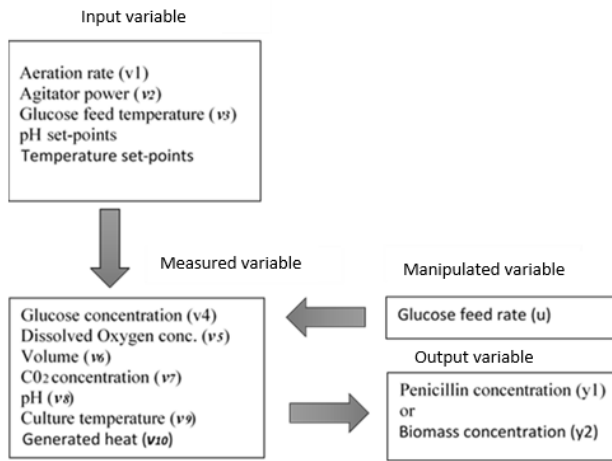 Input variable
Aeration rate (v1)
Agitator power (v2)
Glucose feed temperature (v3)
pH set-points
Temperature set-points
Measured variable
Manipulated variable
Glucose concentration (v4)
Dissolved Oxygen conc. (v5)
Volume (v6)
C02 concentration (v7)
pH (v8)
Culture temperature (v9)
Generated heat (v10)
Glucose feed rate (u)
Output variable
Penicillin concentration (y1)
or
Biomass concentration (y2)